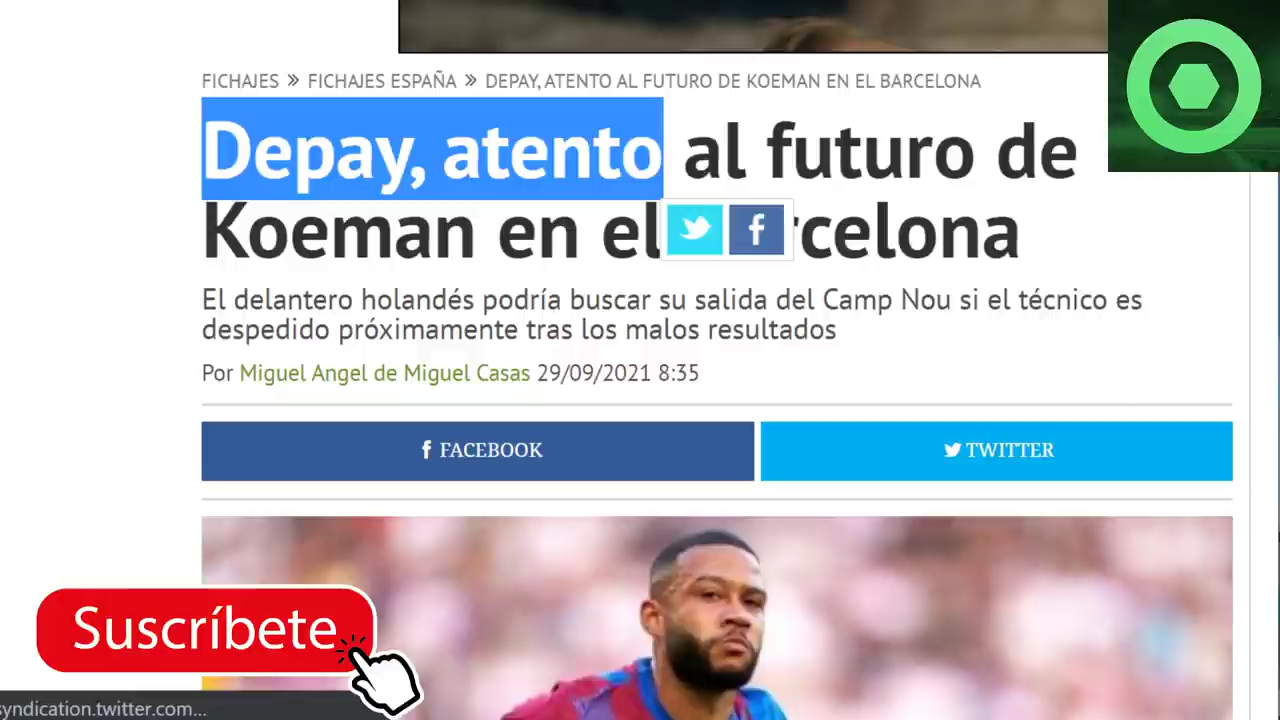 FICHAJES » FICHAJES ESPAÑA » DEPAY, ATENTO AL FUTURO DE KOEMAN EN EL BARCELONA
Depay, atento al futuro de
Koeman en el rcelona
El delantero holandés podría buscar su salida del Camp Nou si el técnico es
despedido próximamente tras los malos resultados
Por Miguel Angel de Miguel Casas 29/09/2021 8:35
f FACEBOOK
TWITTER
Suscríbete
syndication.twitter.com...